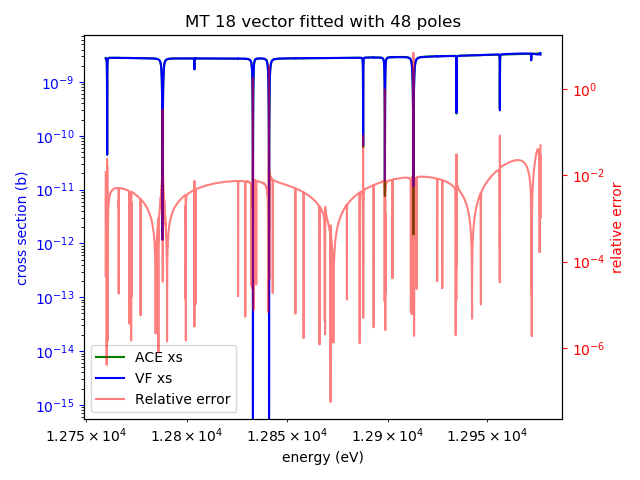 MT 18 vector fitted with 48 poles
cross section (b)
10⁻⁹
10⁻¹⁰
10⁻¹¹
10⁻¹²
10⁻¹³
10⁻¹⁴
10⁻¹⁵
ACE xs
VF xs
Relative error
10⁰
10⁻²
10⁻⁴
10⁻⁶
relative error
1.275 × 10⁴ 1.28 × 10⁴ 1.285 × 10⁴ 1.29 × 10⁴ 1.295 × 10⁴
energy (eV)